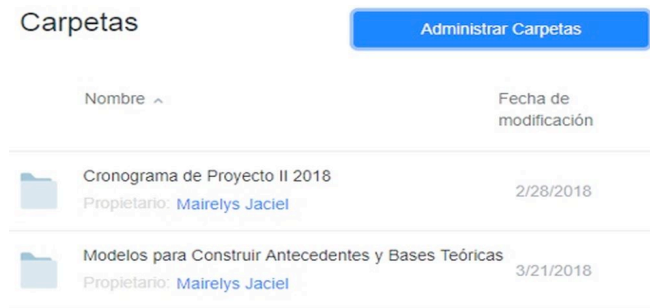 Carpetas
Administrar Carpetas
Nombre
Fecha de
modificación
Cronograma de Proyecto II 2018
Propietario: Mairelys Jaciel
2/28/2018
Modelos para Construir Antecedentes y Bases Teóricas
Propietario: Mairelys Jaciel
3/21/2018